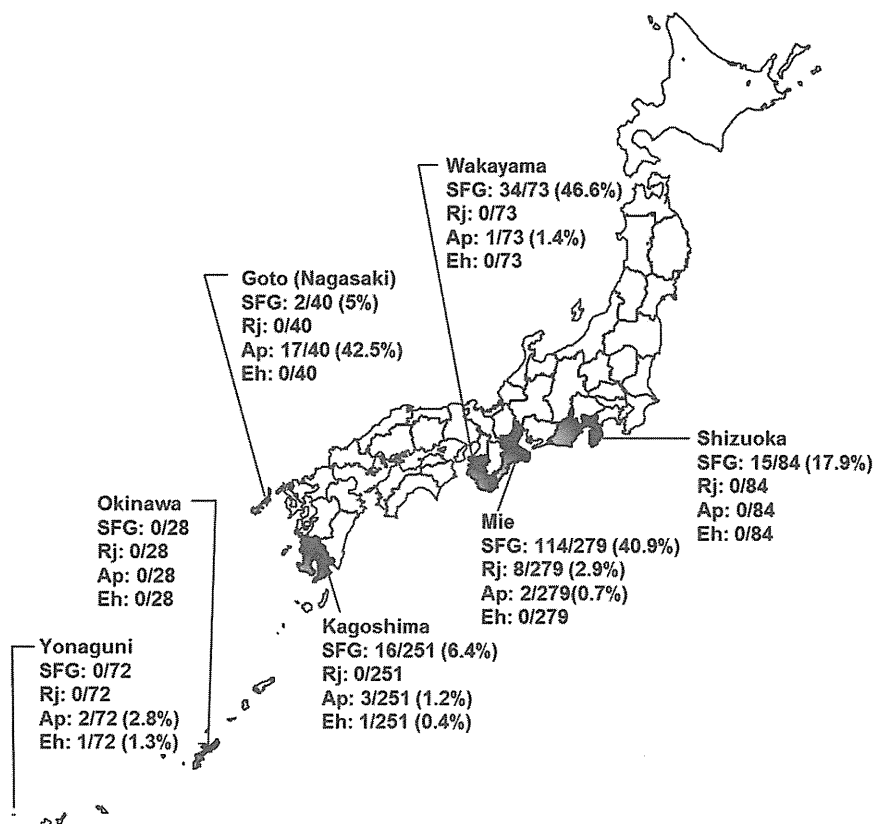 Wakayama
SFG: 34/73 (46.6%)
Rj: 0/73
Ap: 1/73 (1.4%)
Eh: 0/73
Goto (Nagasaki)
SFG: 2/40 (5%)
Rj: 0/40
Ap: 17/40 (42.5%)
Eh: 0/40
Shizuoka
SFG: 15/84 (17.9%)
Rj: 0/84
Ap: 0/84
Eh: 0/84
Okinawa
SFG: 0/28
Rj: 0/28
Ap: 0/28
Eh: 0/28
Mie
SFG: 114/279 (40.9%)
Rj: 8/279 (2.9%)
Ap: 2/279(0.7%)
Eh: 0/279
Kagoshima
SFG: 16/251 (6.4%)
Rj: 0/251
Ap: 3/251 (1.2%)
Eh: 1/251 (0.4%)
Yonaguni
SFG: 0/72
Rj: 0/72
Ap: 2/72 (2.8%)
Eh: 1/72 (1.3%)